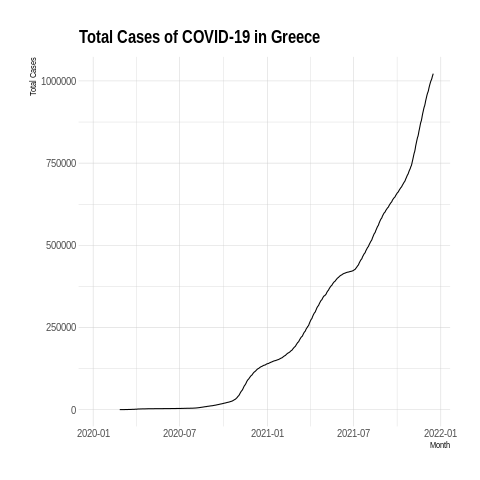 Total Cases of COVID-19 in Greece
Total Cases
1000000
750000
500000
250000
0
2020-01 2020-07 2021-01 2021-07 2022-01
Month